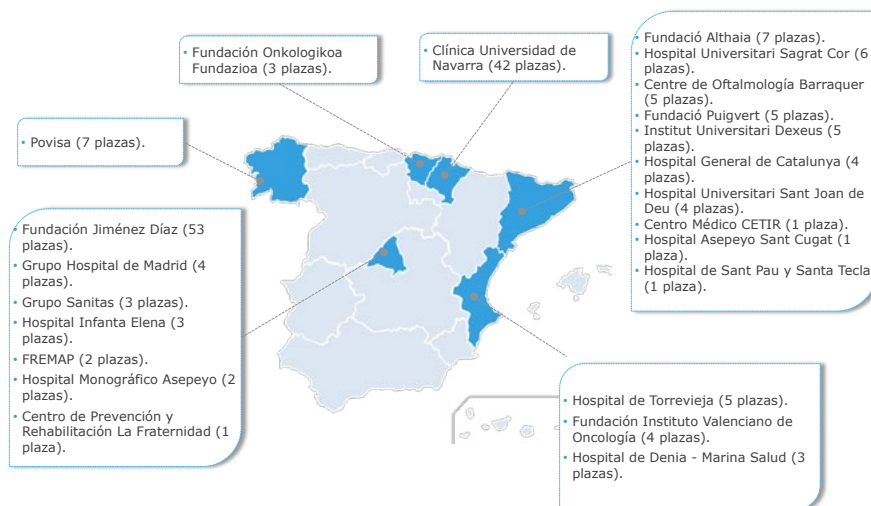 Fundación Onkologikoa
Fundazioa (3 plazas).
Clínica Universidad de
Navarra (42 plazas).
Fundació Althaia (7 plazas).
Hospital Universitari Sagrat Cor (6
plazas).
Centre de Oftalmología Barraquer
(5 plazas).
Fundació Puigvert (5 plazas).
Institut Universitari Dexeus (5
plazas).
Hospital General de Catalunya (4
plazas).
Hospital Universitari Sant Joan de
Deu (4 plazas).
Centro Médico CETIR (1 plaza).
Hospital Asepeyo Sant Cugat (1
plaza).
Hospital de Sant Pau y Santa Tecla
(1 plaza).
Povisa (7 plazas).
Fundación Jiménez Díaz (53
plazas).
Grupo Hospital de Madrid (4
plazas).
Grupo Sanitas (3 plazas).
Hospital Infanta Elena (3
plazas).
FREMAP (2 plazas).
Hospital Monográfico Asepeyo (2
plazas).
Centro de Prevención y
Rehabilitación La Fraternidad (1
plaza).
Hospital de Torrevieja (5 plazas).
Fundación Instituto Valenciano de
Oncología (4 plazas).
Hospital de Denia - Marina Salud (3
plazas).